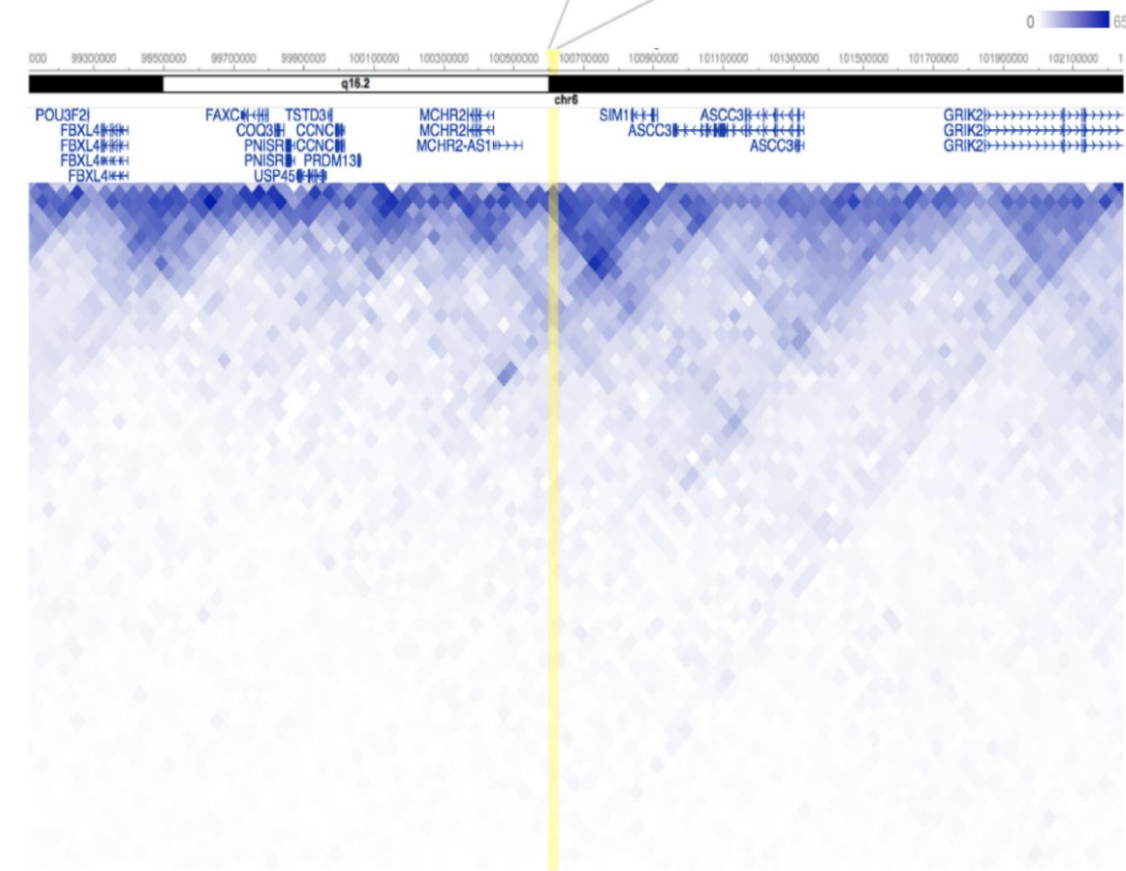 0 65
000 99300000 99500000 99700000 99900000 100100000 100300000 100500000 100700000 100900000 101100000 101300000 101500000 101700000 101900000 102100000 1
q16.2
chr6
POU3F2 FAXC TSTD3 MCHR2 SIM1 ASCC3 GRIK2
FBXL4 COQ3 CCNC MCHR2 ASCC3 GRIK2
FBXL4 PNISR CCNC MCHR2-AS1 ASCC3 GRIK2
FBXL4 PNISR PRDM13
FBXL4 USP45